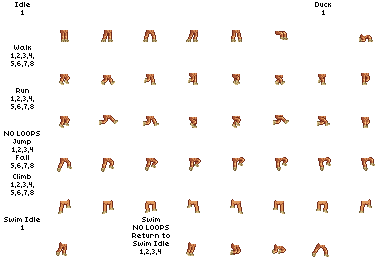 Idle
1
Duck
1
Walk
1,2,3,4,
5,6,7,8
Run
1,2,3,4,
5,6,7,8
NO LOOPS
Jump
1,2,3,4
Fall
5,6,7,8
Climb
1,2,3,4,
5,6,7,8
Swim Idle
1
Swim
NO LOOPS
Return to
Swim Idle
1,2,3,4